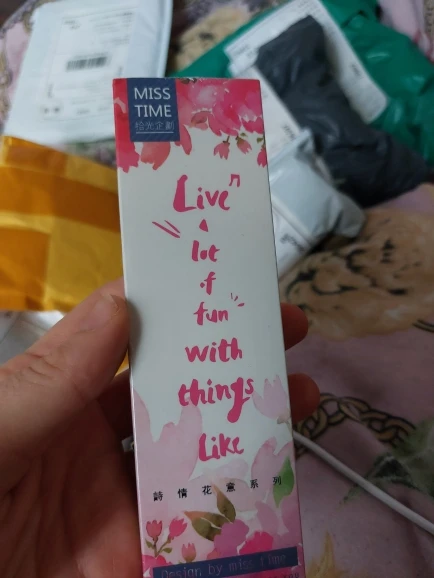 MISS
TIME
拾光企劃
Live
a
lot
of
fun
with
things
Like
詩情花意系列
Design by miss time